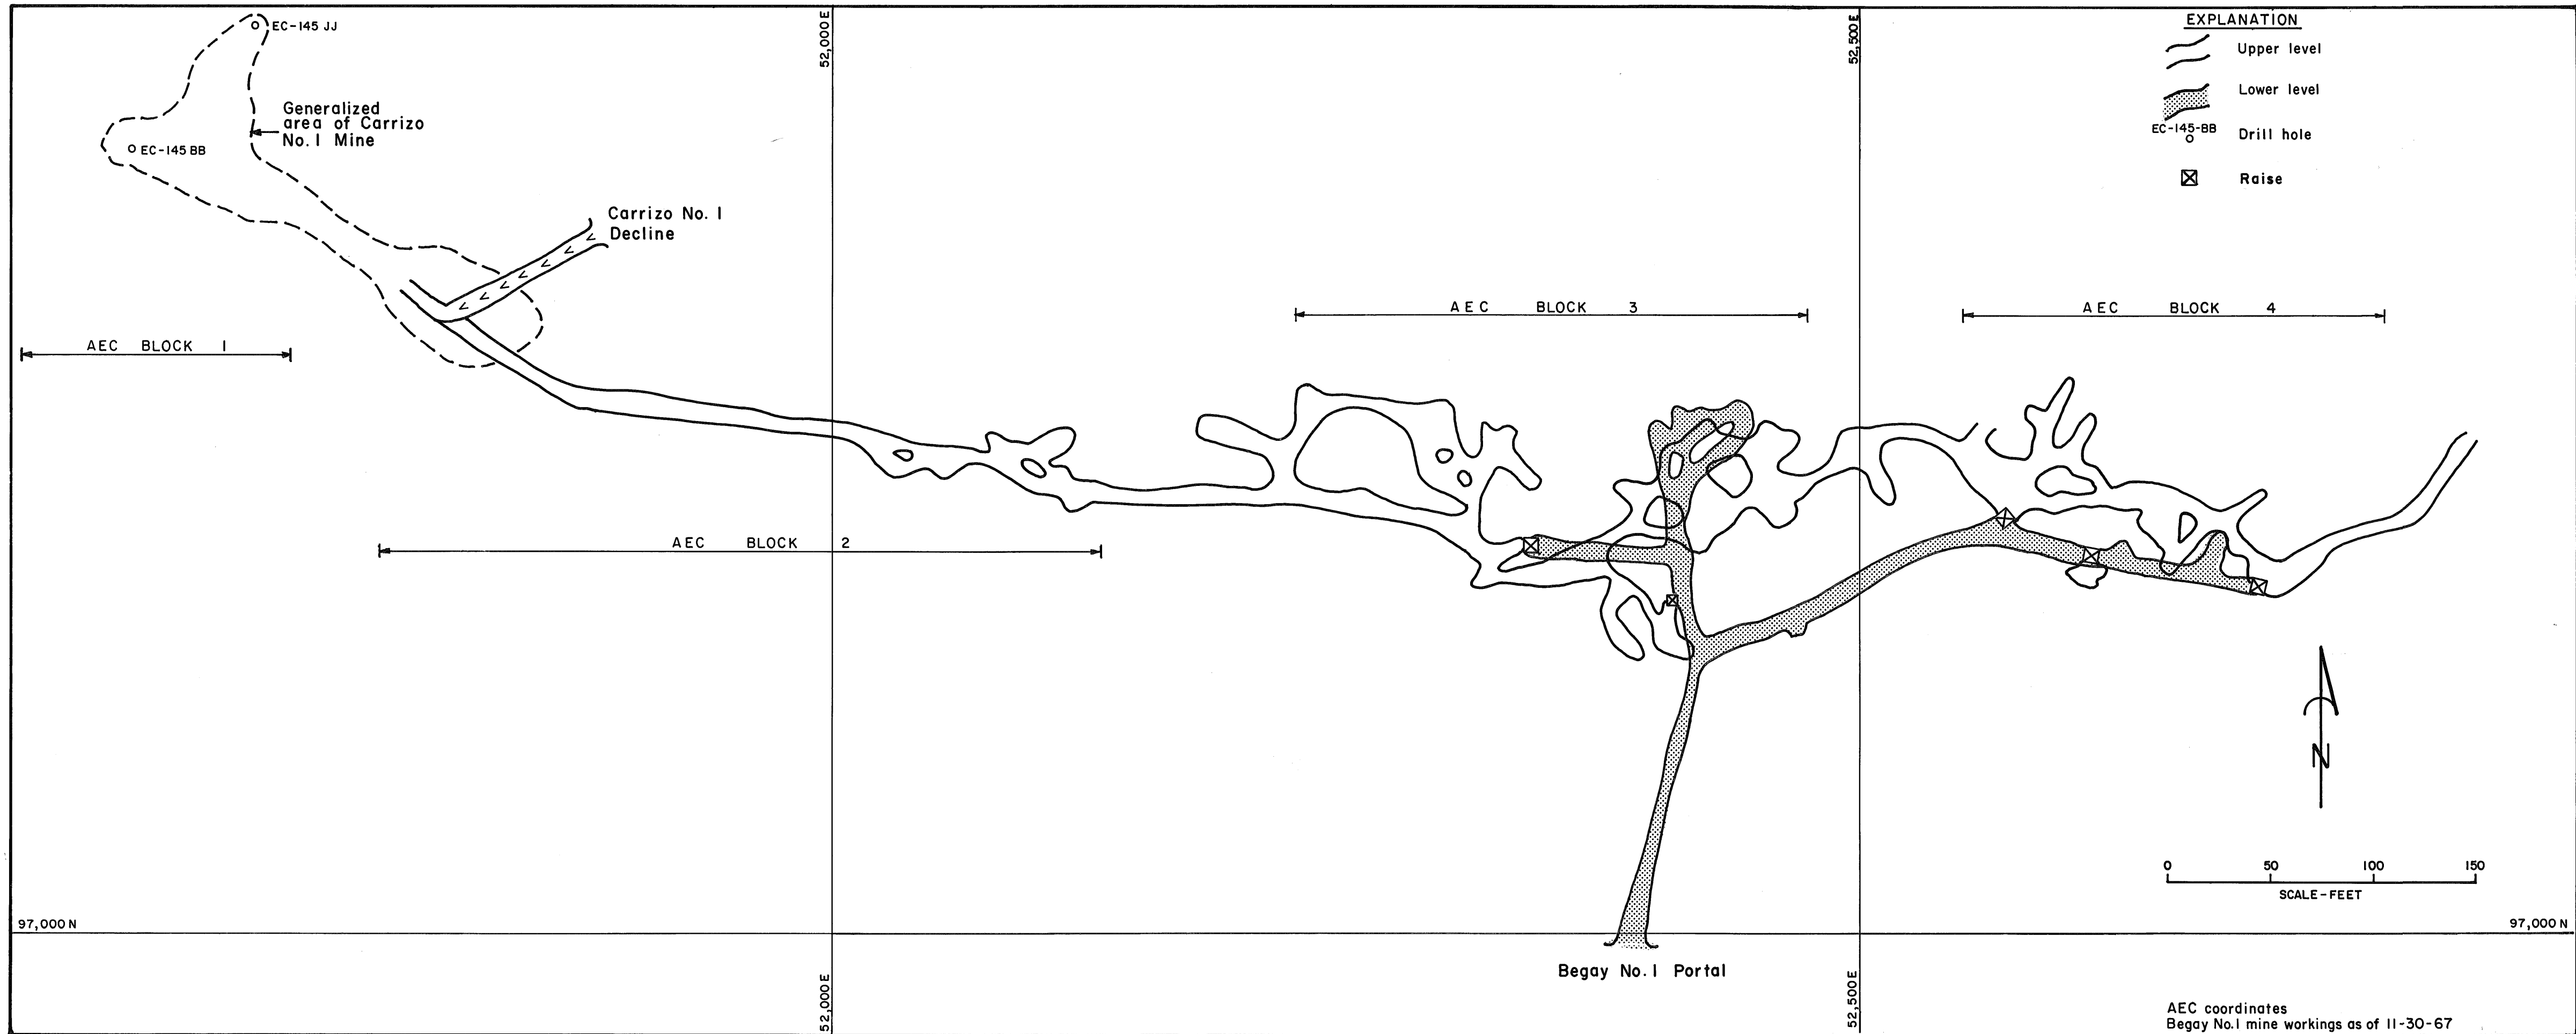 EC-145 JJ
52,000 E
52,500 E
EXPLANATION
Upper level
Lower level
EC-145-BB
Drill hole
Raise
Generalized
area of Carrizo
No. 1 Mine
EC-145 BB
Carrizo No. 1
Decline
AEC BLOCK 1
AEC BLOCK 2
AEC BLOCK 3
AEC BLOCK 4
N
0 50 100 150
SCALE-FEET
97,000 N
97,000 N
Begay No. 1 Portal
52,000 E
52,500 E
AEC coordinates
Begay No. 1 mine workings as of 11-30-67